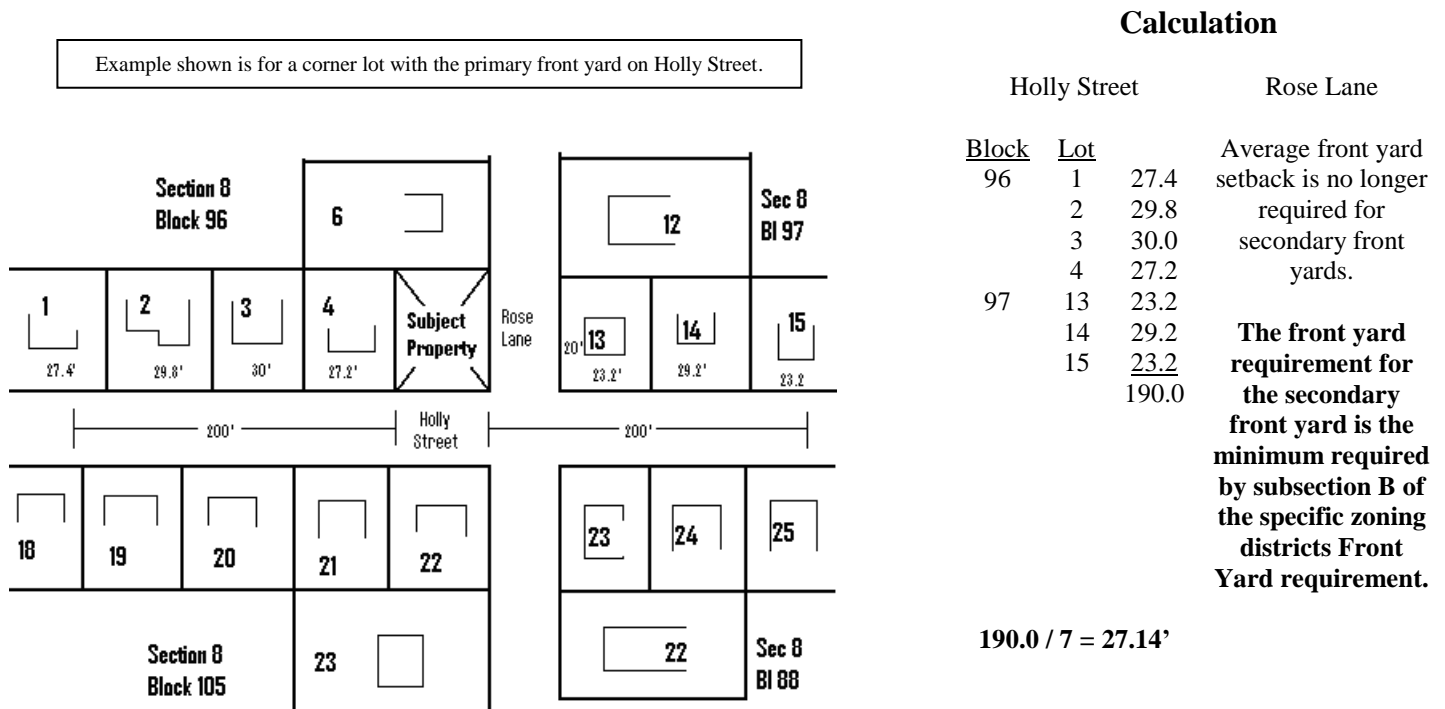 Calculation
Example shown is for a corner lot with the primary front yard on Holly Street.
Holly Street Rose Lane
Block Lot
96 1 27.4
2 29.8
3 30.0
4 27.2
97 13 23.2
14 29.2
15 23.2
190.0
Average front yard
setback is no longer
required for
secondary front
yards.
The front yard
requirement for
the secondary
front yard is the
minimum required
by subsection B of
the specific zoning
districts Front
Yard requirement.
190.0 / 7 = 27.14’
Section 8
Block 96
6
12
Sec 8
Bl 97
1
2
3
4
Subject
Property
Rose
Lane
20'
13
14
15
27.4'
29.8'
30'
27.2'
23.2'
29.2'
23.2
200'
Holly
Street
200'
18
19
20
21
22
23
24
25
Section 8
Block 105
23
22
Sec 8
Bl 88